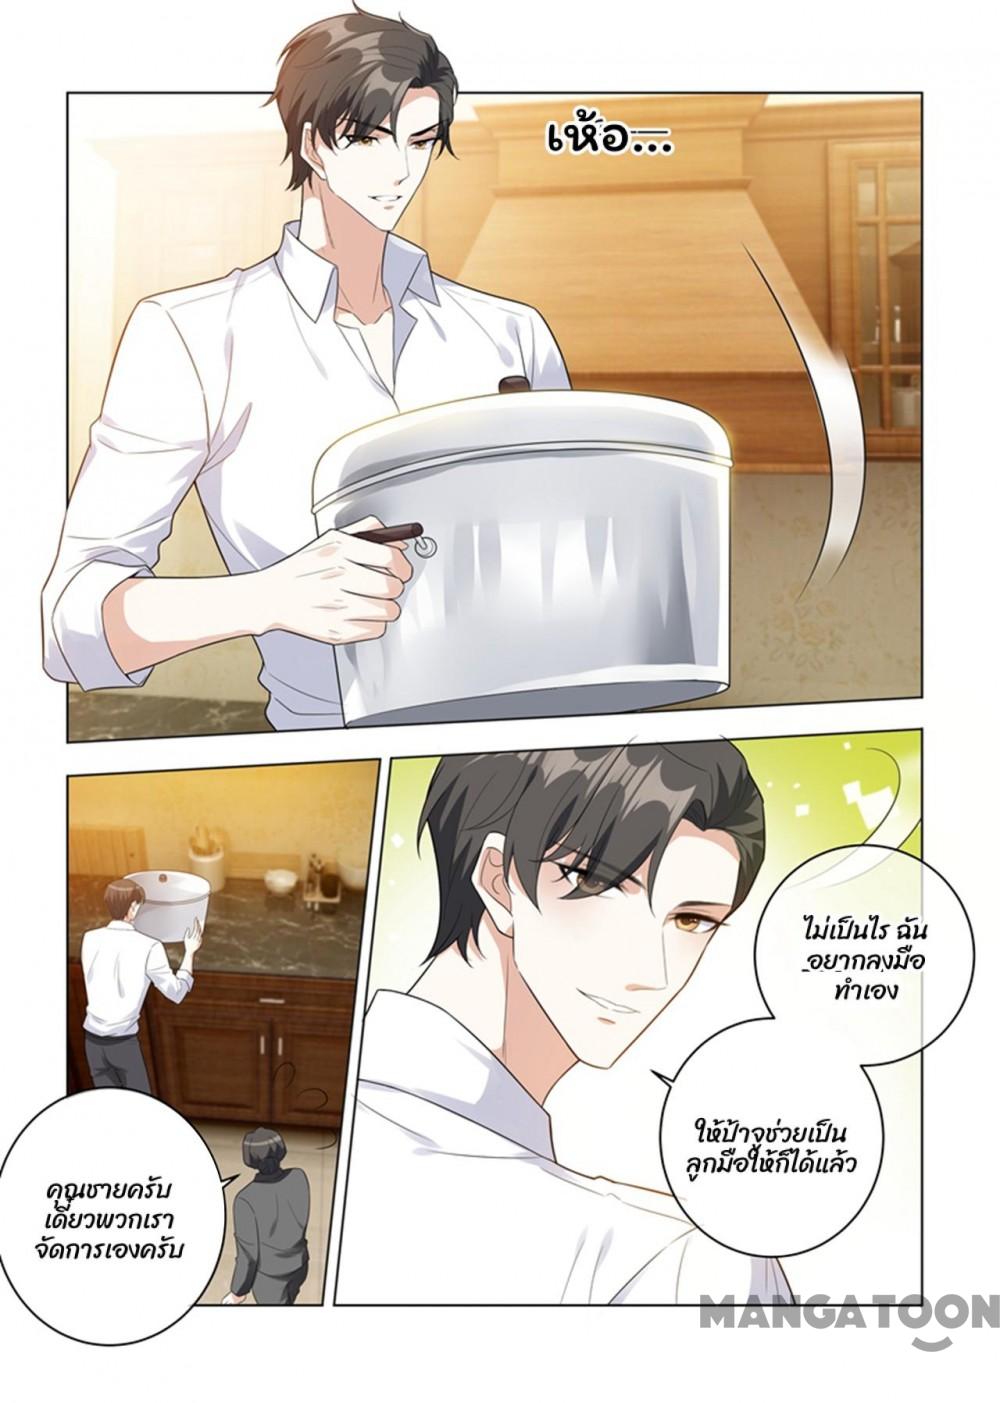 เห้อ...
คุณชายครับ
เดี๋ยวพวกเรา
จัดการเองครับ
ไม่เป็นไร ฉัน
อยากลงมือ
ทำเอง
ให้ป้าจูช่วยเป็น
ลูกมือให้ก็ได้แล้ว
MANGATOON